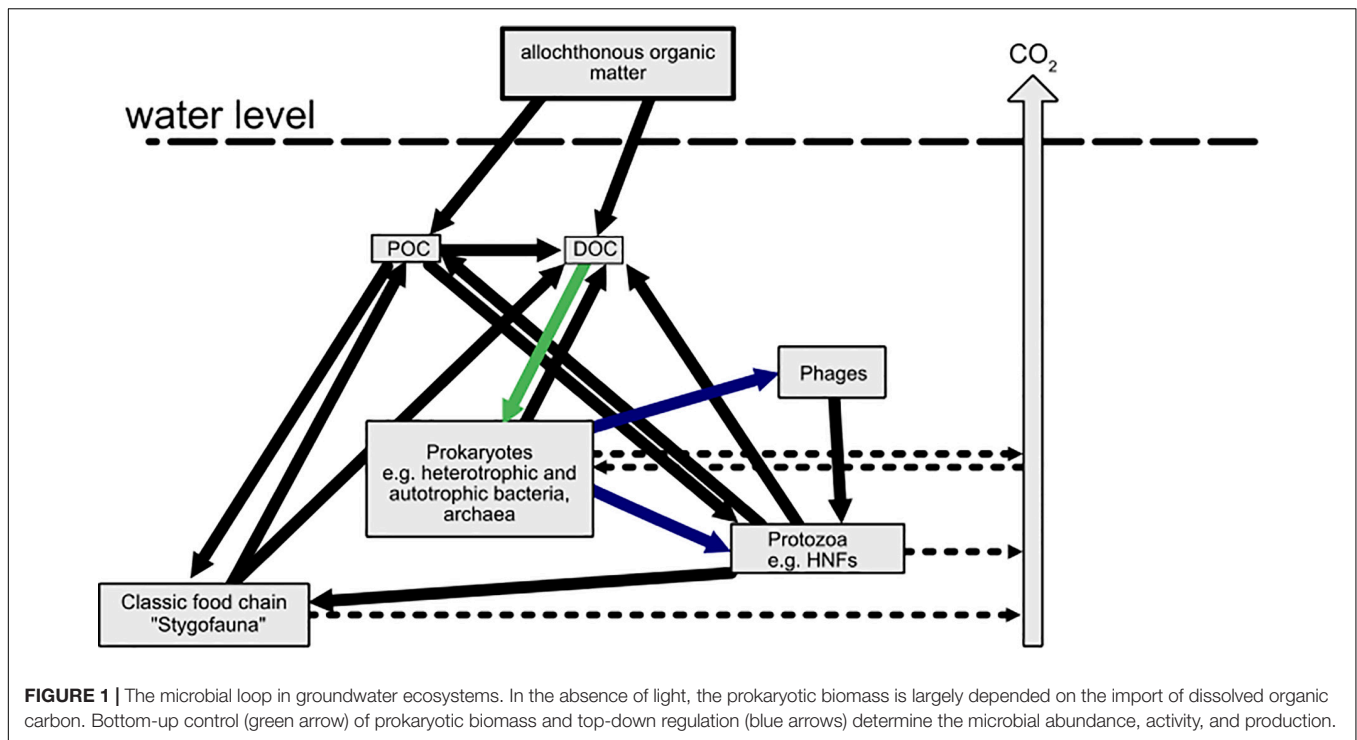 allochthonous organic
matter
CO₂
water level
POC
DOC
Phages
Prokaryotes
e.g. heterotrophic and
autotrophic bacteria,
archaea
Protozoa
e.g. HNFs
Classic food chain
"Stygofauna"
FIGURE 1 | The microbial loop in groundwater ecosystems. In the absence of light, the prokaryotic biomass is largely depended on the import of dissolved organic
carbon. Bottom-up control (green arrow) of prokaryotic biomass and top-down regulation (blue arrows) determine the microbial abundance, activity, and production.